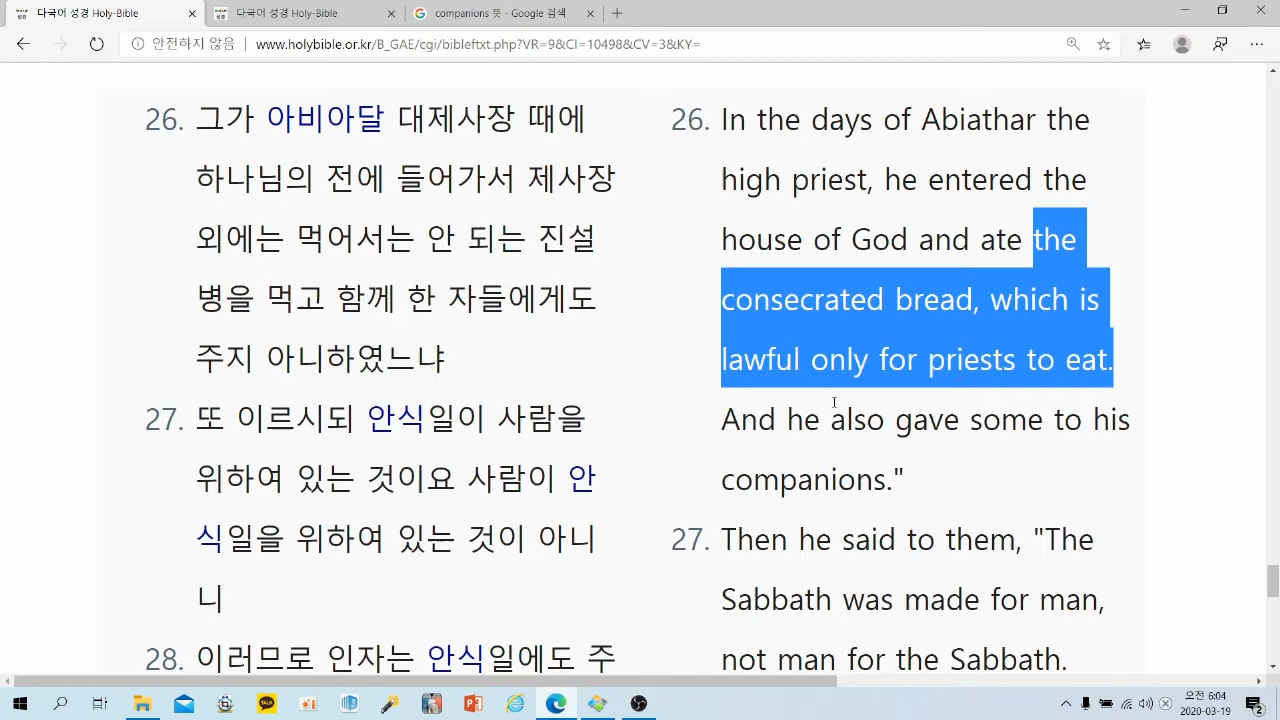 다국어 성경 Holy-Bible
다국어 성경 Holy-Bible
companions 뜻 - Google 검색
안전하지 않음
www.holybible.or.kr/B_GAE/cgi/bibleftxt.php?VR=9&CI=10498&CV=3&KY=
26. 그가 아비아달 대제사장 때에
하나님의 전에 들어가서 제사장
외에는 먹어서는 안 되는 진설
병을 먹고 함께 한 자들에게도
주지 아니하였느냐
27. 또 이르시되 안식일이 사람을
위하여 있는 것이요 사람이 안
식일을 위하여 있는 것이 아니
니
28. 이러므로 인자는 안식일에도 주
26. In the days of Abiathar the
high priest, he entered the
house of God and ate the
consecrated bread, which is
lawful only for priests to eat.
And he also gave some to his
companions."
27. Then he said to them, "The
Sabbath was made for man,
not man for the Sabbath.
TALK
오전 6:04
2020-03-19
2